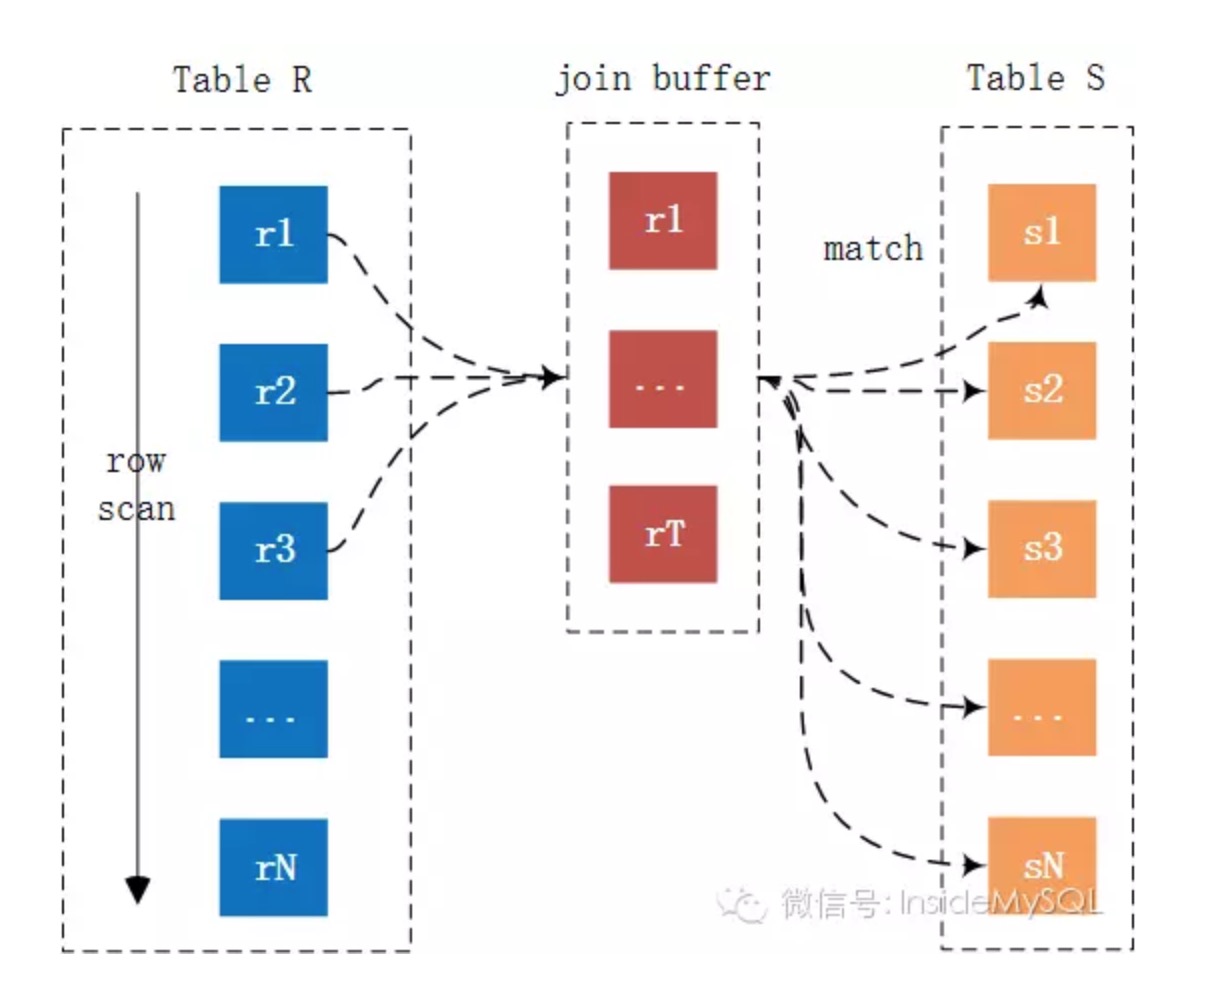 Table R
join buffer
Table S
r1
r1
s1
match
r2
...
s2
row
scan
r3
rT
s3
...
...
rN
sN
微信号: InsideMySQL